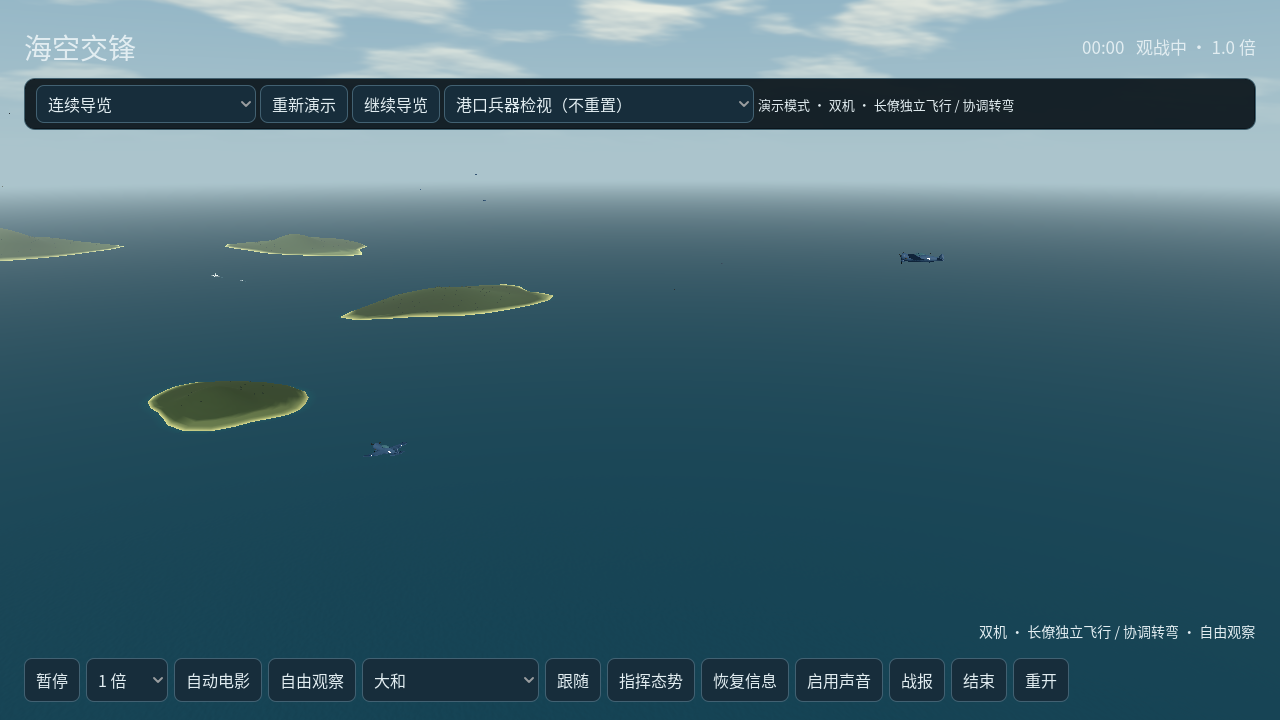 海空交锋
00:00 观战中 · 1.0 倍
连续导览 重新演示 继续导览 港口兵器检视（不重置） 演示模式 · 双机 · 长僚独立飞行 / 协调转弯
双机 · 长僚独立飞行 / 协调转弯 · 自由观察
暂停 1 倍 自动电影 自由观察 大和 跟随 指挥态势 恢复信息 启用声音 战报 结束 重开